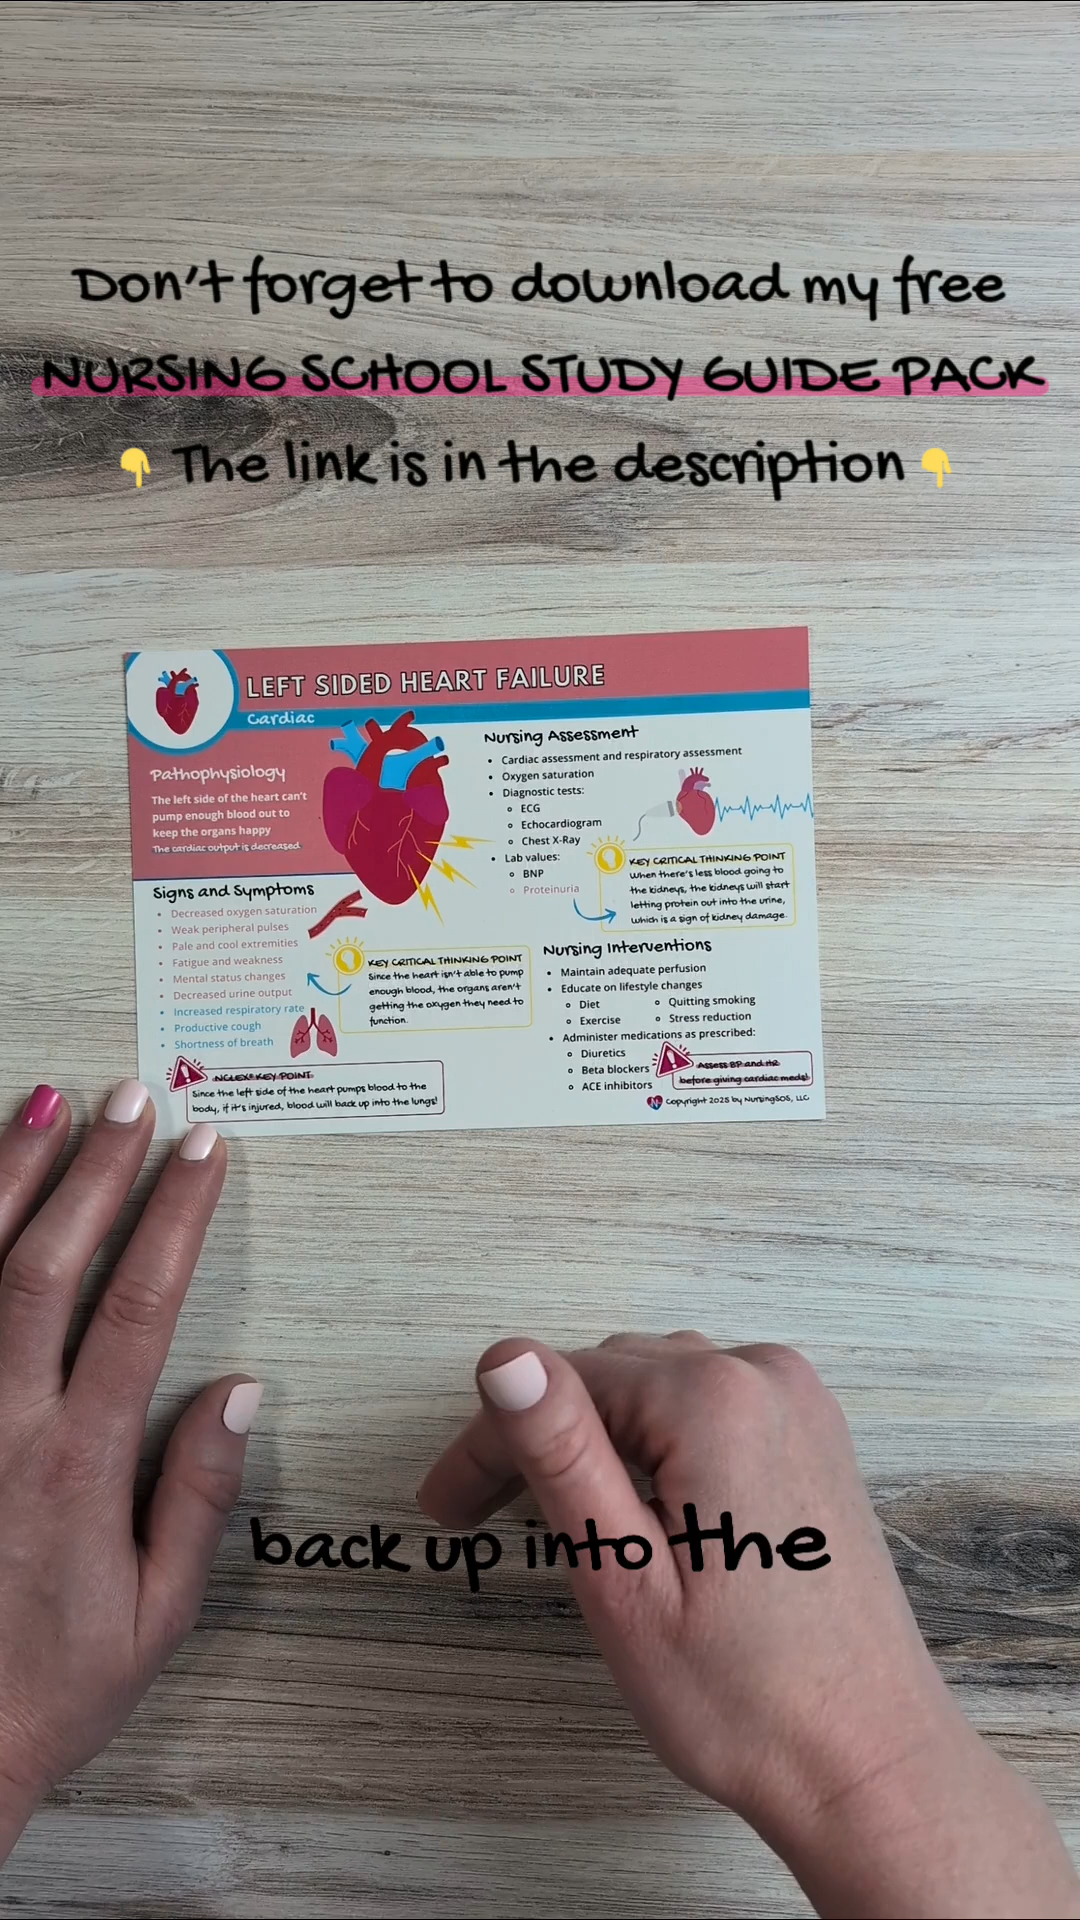 Don't forget to download my free
NURSING SCHOOL STUDY GUIDE PACK
👇 The link is in the description 👇
LEFT SIDED HEART FAILURE
Cardiac
Pathophysiology
The left side of the heart can't
pump enough blood out to
keep the organs happy
The cardiac output is decreased.
Signs and Symptoms
• Decreased oxygen saturation
• Weak peripheral pulses
• Pale and cool extremities
• Fatigue and weakness
• Mental status changes
• Decreased urine output
• Increased respiratory rate
• Productive cough
• Shortness of breath
KEY CRITICAL THINKING POINT
Since the heart isn't able to pump
enough blood, the organs aren't
getting the oxygen they need to
function.
NCLEX® KEY POINT
Since the left side of the heart pumps blood to the
body, if it's injured, blood will back up into the lungs!
Nursing Assessment
• Cardiac assessment and respiratory assessment
• Oxygen saturation
• Diagnostic tests:
◦ ECG
◦ Echocardiogram
◦ Chest X-Ray
• Lab values:
◦ BNP
◦ Proteinuria
KEY CRITICAL THINKING POINT
When there's less blood going to
the kidneys, the kidneys will start
letting protein out into the urine,
which is a sign of kidney damage.
Nursing Interventions
• Maintain adequate perfusion
• Educate on lifestyle changes
◦ Diet ◦ Quitting smoking
◦ Exercise ◦ Stress reduction
• Administer medications as prescribed:
◦ Diuretics
◦ Beta blockers
◦ ACE inhibitors
Assess BP and HR
before giving cardiac meds!
Copyright 2025 by NursingSOS, LLC
back up into the